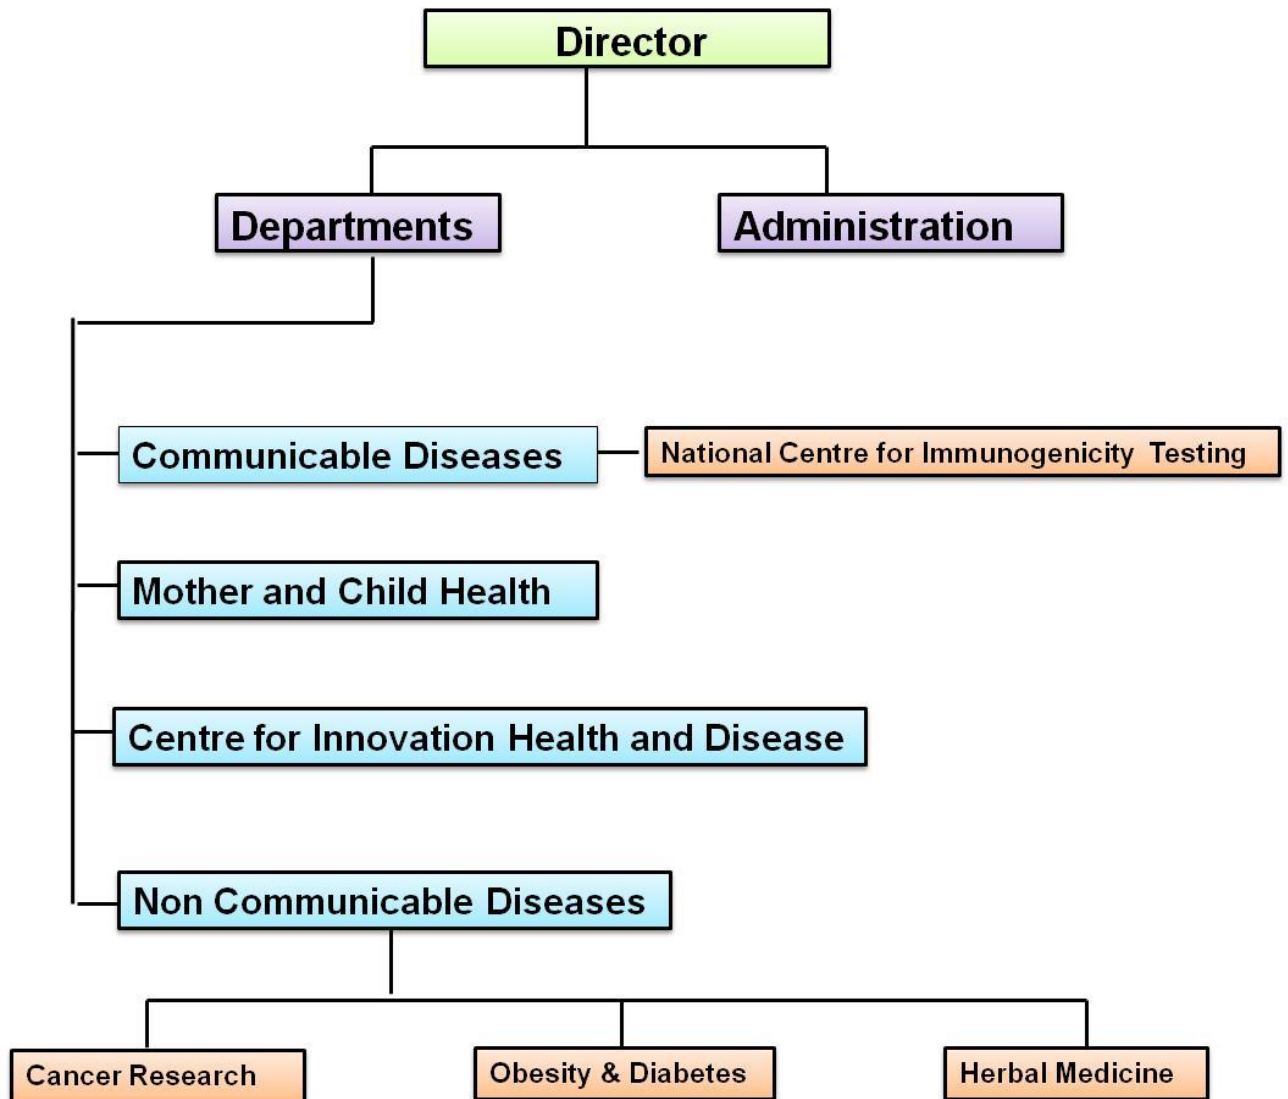 Director
Departments
Administration
Communicable Diseases
National Centre for Immunogenicity Testing
Mother and Child Health
Centre for Innovation Health and Disease
Non Communicable Diseases
Cancer Research
Obesity & Diabetes
Herbal Medicine